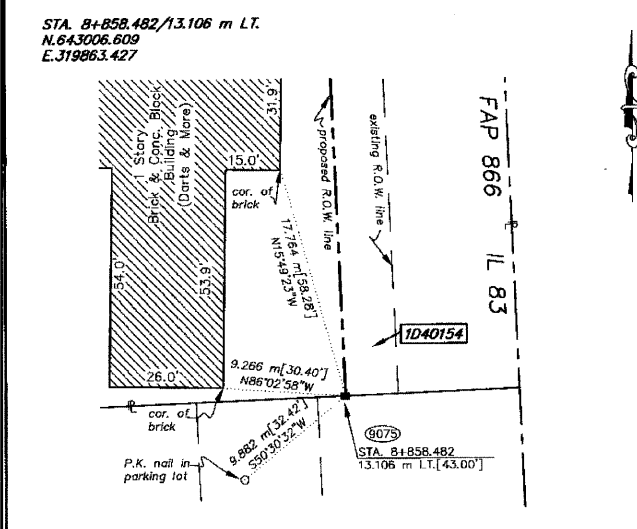 STA. 8+858.482/13.106 m LT.
N.643006.609
E.319863.427
1 Story
Brick & Conc. Block
Building
(Darts & More)
31.9'
15.0'
cor. of
brick
54.0'
53.9'
26.0'
17.764 m[58.28']
N15°49'23"W
proposed R.O.W. line
existing R.O.W. line
FAP 866 IL 83
1D40154
9.266 m[30.40']
N86°02'58"W
cor. of
brick
9.882 m[32.42']
S50°30'32"W
P.K. nail in
parking lot
9075
STA. 8+858.482
13.106 m LT.[43.00']